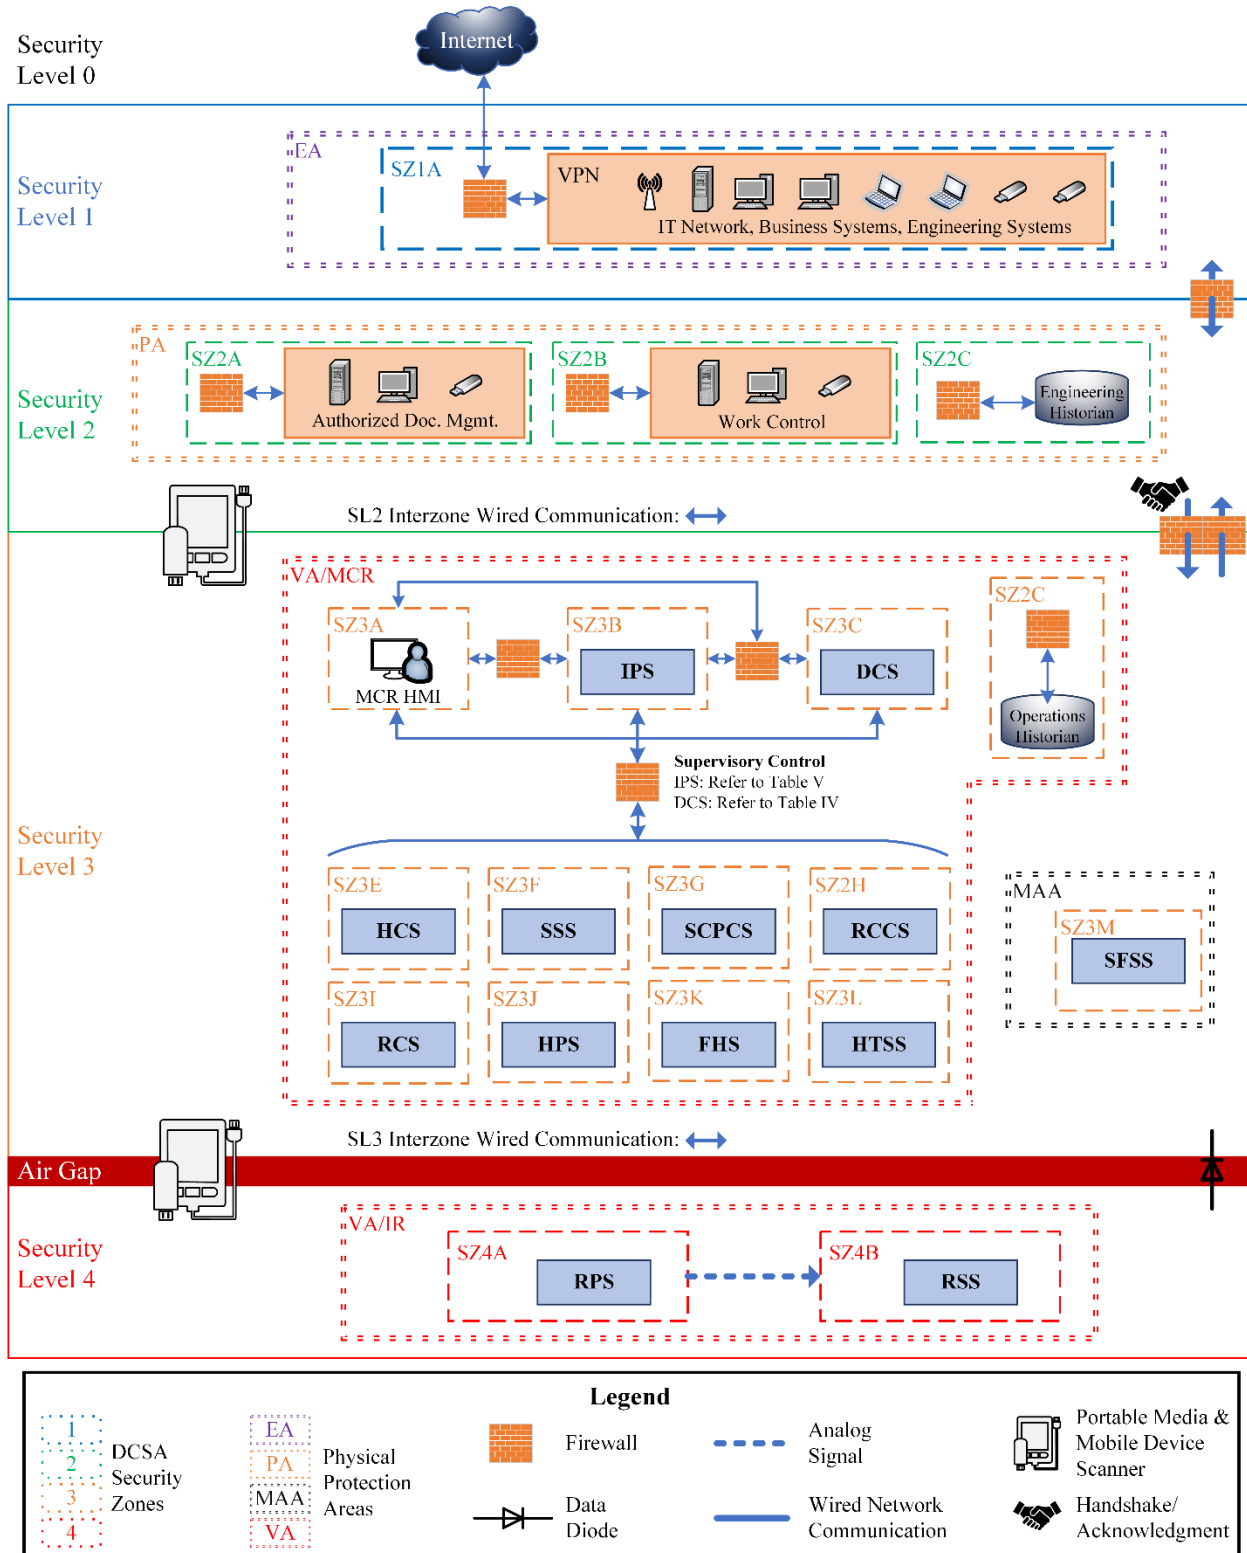 Internet
Security
Level 0
EA
SZ1A
VPN
Security
Level 1
IT Network, Business Systems, Engineering Systems
PA
SZ2A
SZ2B
SZ2C
Security
Level 2
Engineering
Historian
Authorized Doc. Mgmt.
Work Control
SL2 Interzone Wired Communication:
VA/MCR
SZ3A
SZ3B
SZ3C
SZ2C
IPS
DCS
MCR HMI
Operations
Historian
Supervisory Control
IPS: Refer to Table V
DCS: Refer to Table IV
Security
Level 3
SZ3E
SZ3F
SZ3G
SZ2H
HCS
SSS
SCPCS
RCCS
MAA
SZ3M
SFSS
SZ3I
SZ3J
SZ3K
SZ3L
RCS
HPS
FHS
HTSS
SL3 Interzone Wired Communication:
Air Gap
VA/IR
Security
Level 4
SZ4A
SZ4B
RPS
RSS
Legend
1
2
3
4
DCSA
Security
Zones
EA
PA
MAA
VA
Physical
Protection
Areas
Firewall
Data
Diode
Analog
Signal
Wired Network
Communication
Portable Media &
Mobile Device
Scanner
Handshake/
Acknowledgment